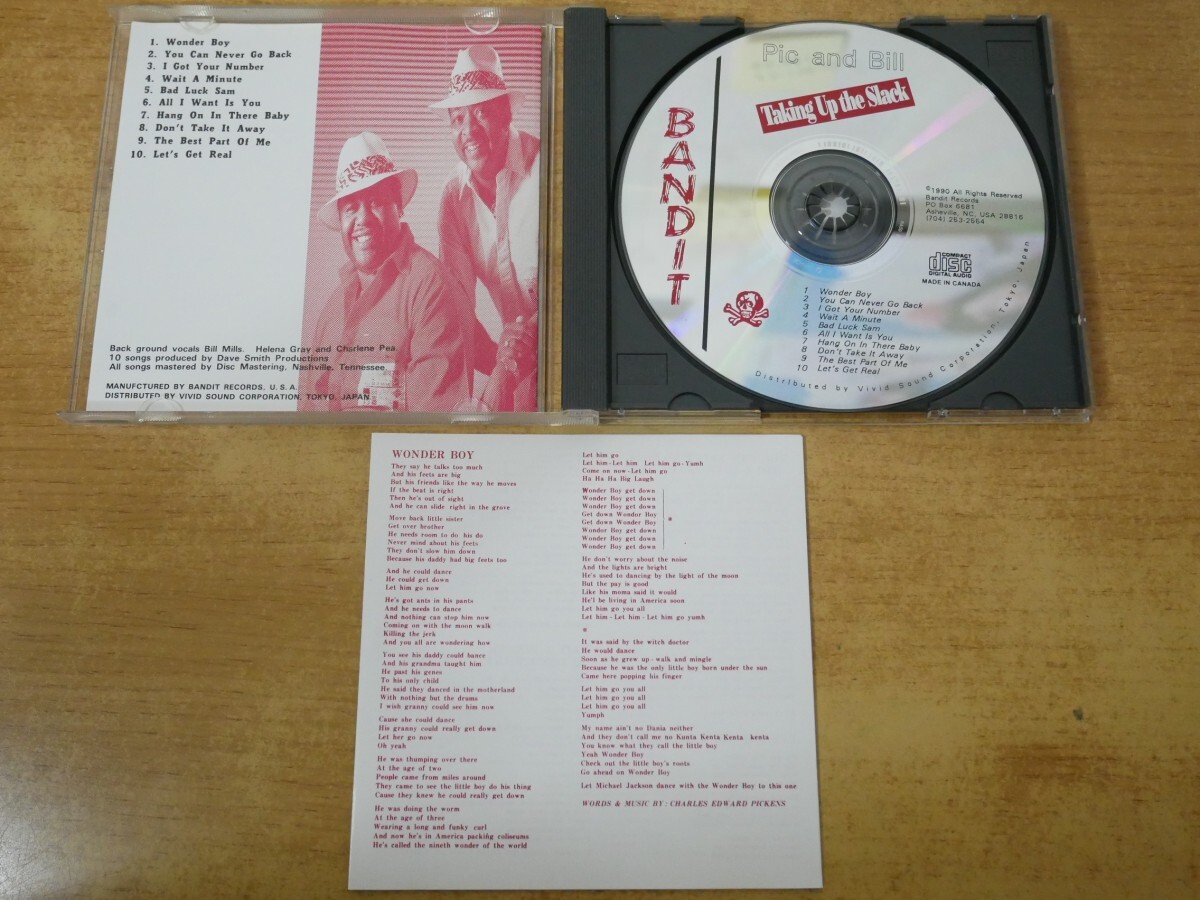 1. Wonder Boy
2. You Can Never Go Back
3. I Got Your Number
4. Wait A Minute
5. Bad Luck Sam
6. All I Want Is You
7. Hang On In There Baby
8. Don't Take It Away
9. The Best Part Of Me
10. Let's Get Real
Back ground vocals Bill Mills. Helena Gray and Charlene Pea
10 songs produced by Dave Smith Productions
All songs mastered by Disc Mastering, Nashville, Tennessee
MANUFCTURED BY BANDIT RECORDS, U.S.A.
DISTRIBUTED BY VIVID SOUND CORPORATION, TOKYO, JAPAN
Pic and Bill
Taking Up the Slack
BANDIT
©1990 All Rights Reserved
Bandit Records
PO Box 6681
Asheville, NC, USA 28816
(704) 253-2654
COMPACT
disc
DIGITAL AUDIO
MADE IN CANADA
1 Wonder Boy
2 You Can Never Go Back
3 I Got Your Number
4 Wait A Minute
5 Bad Luck Sam
6 All I Want Is You
7 Hang On In There Baby
8 Don't Take It Away
9 The Best Part Of Me
10 Let's Get Real
Distributed by Vivid Sound Corporation, Tokyo, Japan
WONDER BOY
They say he talks too much
And his feets are big
But his friends like the way he moves
If the beat is right
Then he's out of sight
And he can slide right in the grove
Move back little sister
Get over brother
He needs room to do his do
Never mind about his feets
They don't slow him down
Because his daddy had big feets too
And he could dance
He could get down
Let him go now
He's got ants in his pants
And he needs to dance
And nothing can stop him now
Coming on with the moon walk
Killing the jerk
And you all are wondering how
You see his daddy could bance
And his grandma taught him
He past his genes
To his only child
He said they danced in the motherland
With nothing but the drums
I wish granny could see him now
Cause she could dance
His granny could really get down
Let her go now
Oh yeah
He was thumping over there
At the age of two
People came from miles around
They came to see the little boy do his thing
Cause they knew he could really get down
He was doing the worm
At the age of three
Wearing a long and funky curl
And now he's in America packing coliseums
He's called the nineth wonder of the world
Let him go
Let him - Let him Let him go - Yumh
Come on now - Let him go
Ha Ha Ha Big Laugh
Wonder Boy get down
Wonder Boy get down
Wonder Boy get down
Get down Wonder Boy
Get down Wonder Boy
Wonder Boy get down
Wonder Boy get down
Wonder Boy get down
*
He don't worry about the noise
And the lights are bright
He's used to dancing by the light of the moon
But the pay is good
Like his moma said it would
He'l be living in America soon
Let him go you all
Let him - Let him - Let him go yumh
*
It was said by the witch doctor
He would dance
Soon as he grew up - walk and mingle
Because he was the only little boy born under the sun
Came here popping his finger
Let him go you all
Let him go you all
Let him go you all
Yumph
My name ain't no Dania neither
And they don't call me no Kunta Kenta Kenta kenta
You know what they call the little boy
Yeah Wonder Boy
Check out the little boy's roots
Go ahead on Wonder Boy
Let Michael Jackson dance with the Wonder Boy to this one
WORDS & MUSIC BY : CHARLES EDWARD PICKENS